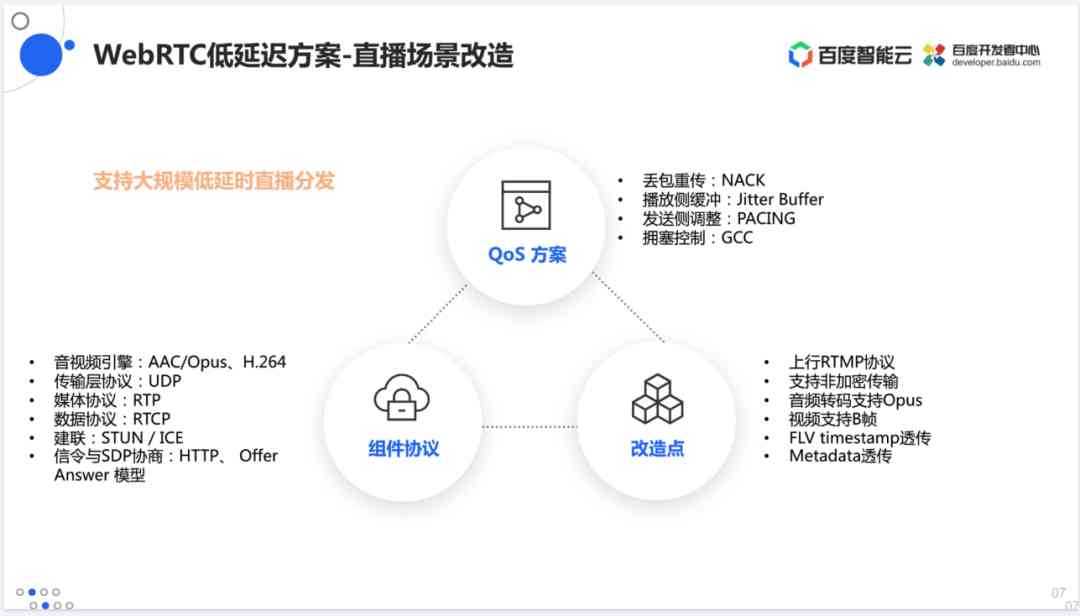 WebRTC低延迟方案-直播场景改造
百度智能云
百度开发者中心
developer.baidu.com
支持大规模低延时直播分发
QoS 方案
• 丢包重传：NACK
• 播放侧缓冲：Jitter Buffer
• 发送侧调整：PACING
• 拥塞控制：GCC
• 音视频引擎：AAC/Opus、H.264
• 传输层协议：UDP
• 媒体协议：RTP
• 数据协议：RTCP
• 建联：STUN / ICE
• 信令与SDP协商：HTTP、 Offer
Answer 模型
组件协议
改造点
• 上行RTMP协议
• 支持非加密传输
• 音频转码支持Opus
• 视频支持B帧
• FLV timestamp透传
• Metadata透传
07
07